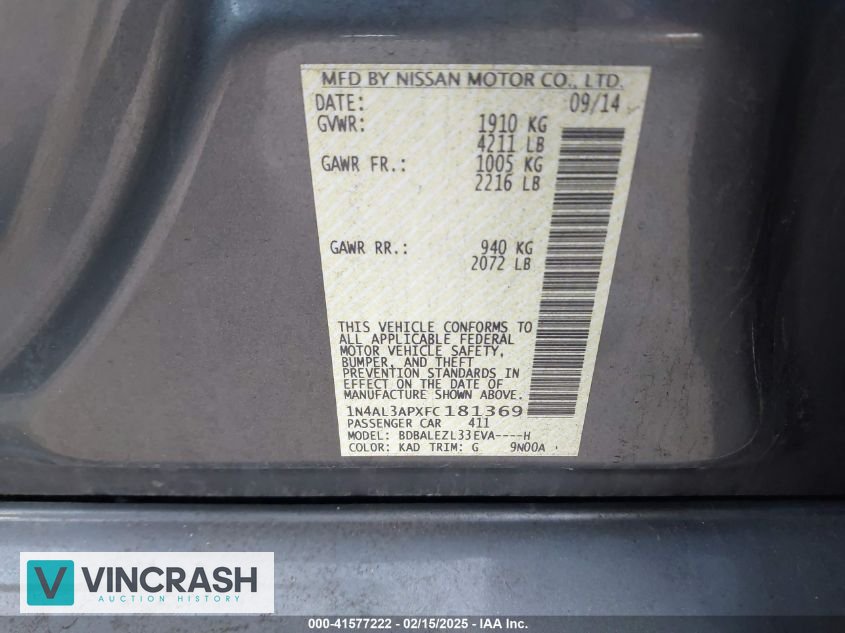 MFD BY NISSAN MOTOR CO., LTD.
DATE: 09/14
GVWR: 1910 KG
4211 LB
GAWR FR.: 1005 KG
2216 LB
GAWR RR.: 940 KG
2072 LB
THIS VEHICLE CONFORMS TO
ALL APPLICABLE FEDERAL
MOTOR VEHICLE SAFETY,
BUMPER, AND THEFT
PREVENTION STANDARDS IN
EFFECT ON THE DATE OF
MANUFACTURE SHOWN ABOVE.
1N4AL3APXFC181369
PASSENGER CAR 411
MODEL: BDBALEZL33EVA----H
COLOR: KAD TRIM: G 9N00A
V VINCRASH
AUCTION HISTORY
000-41577222 - 02/15/2025 - IAA Inc.